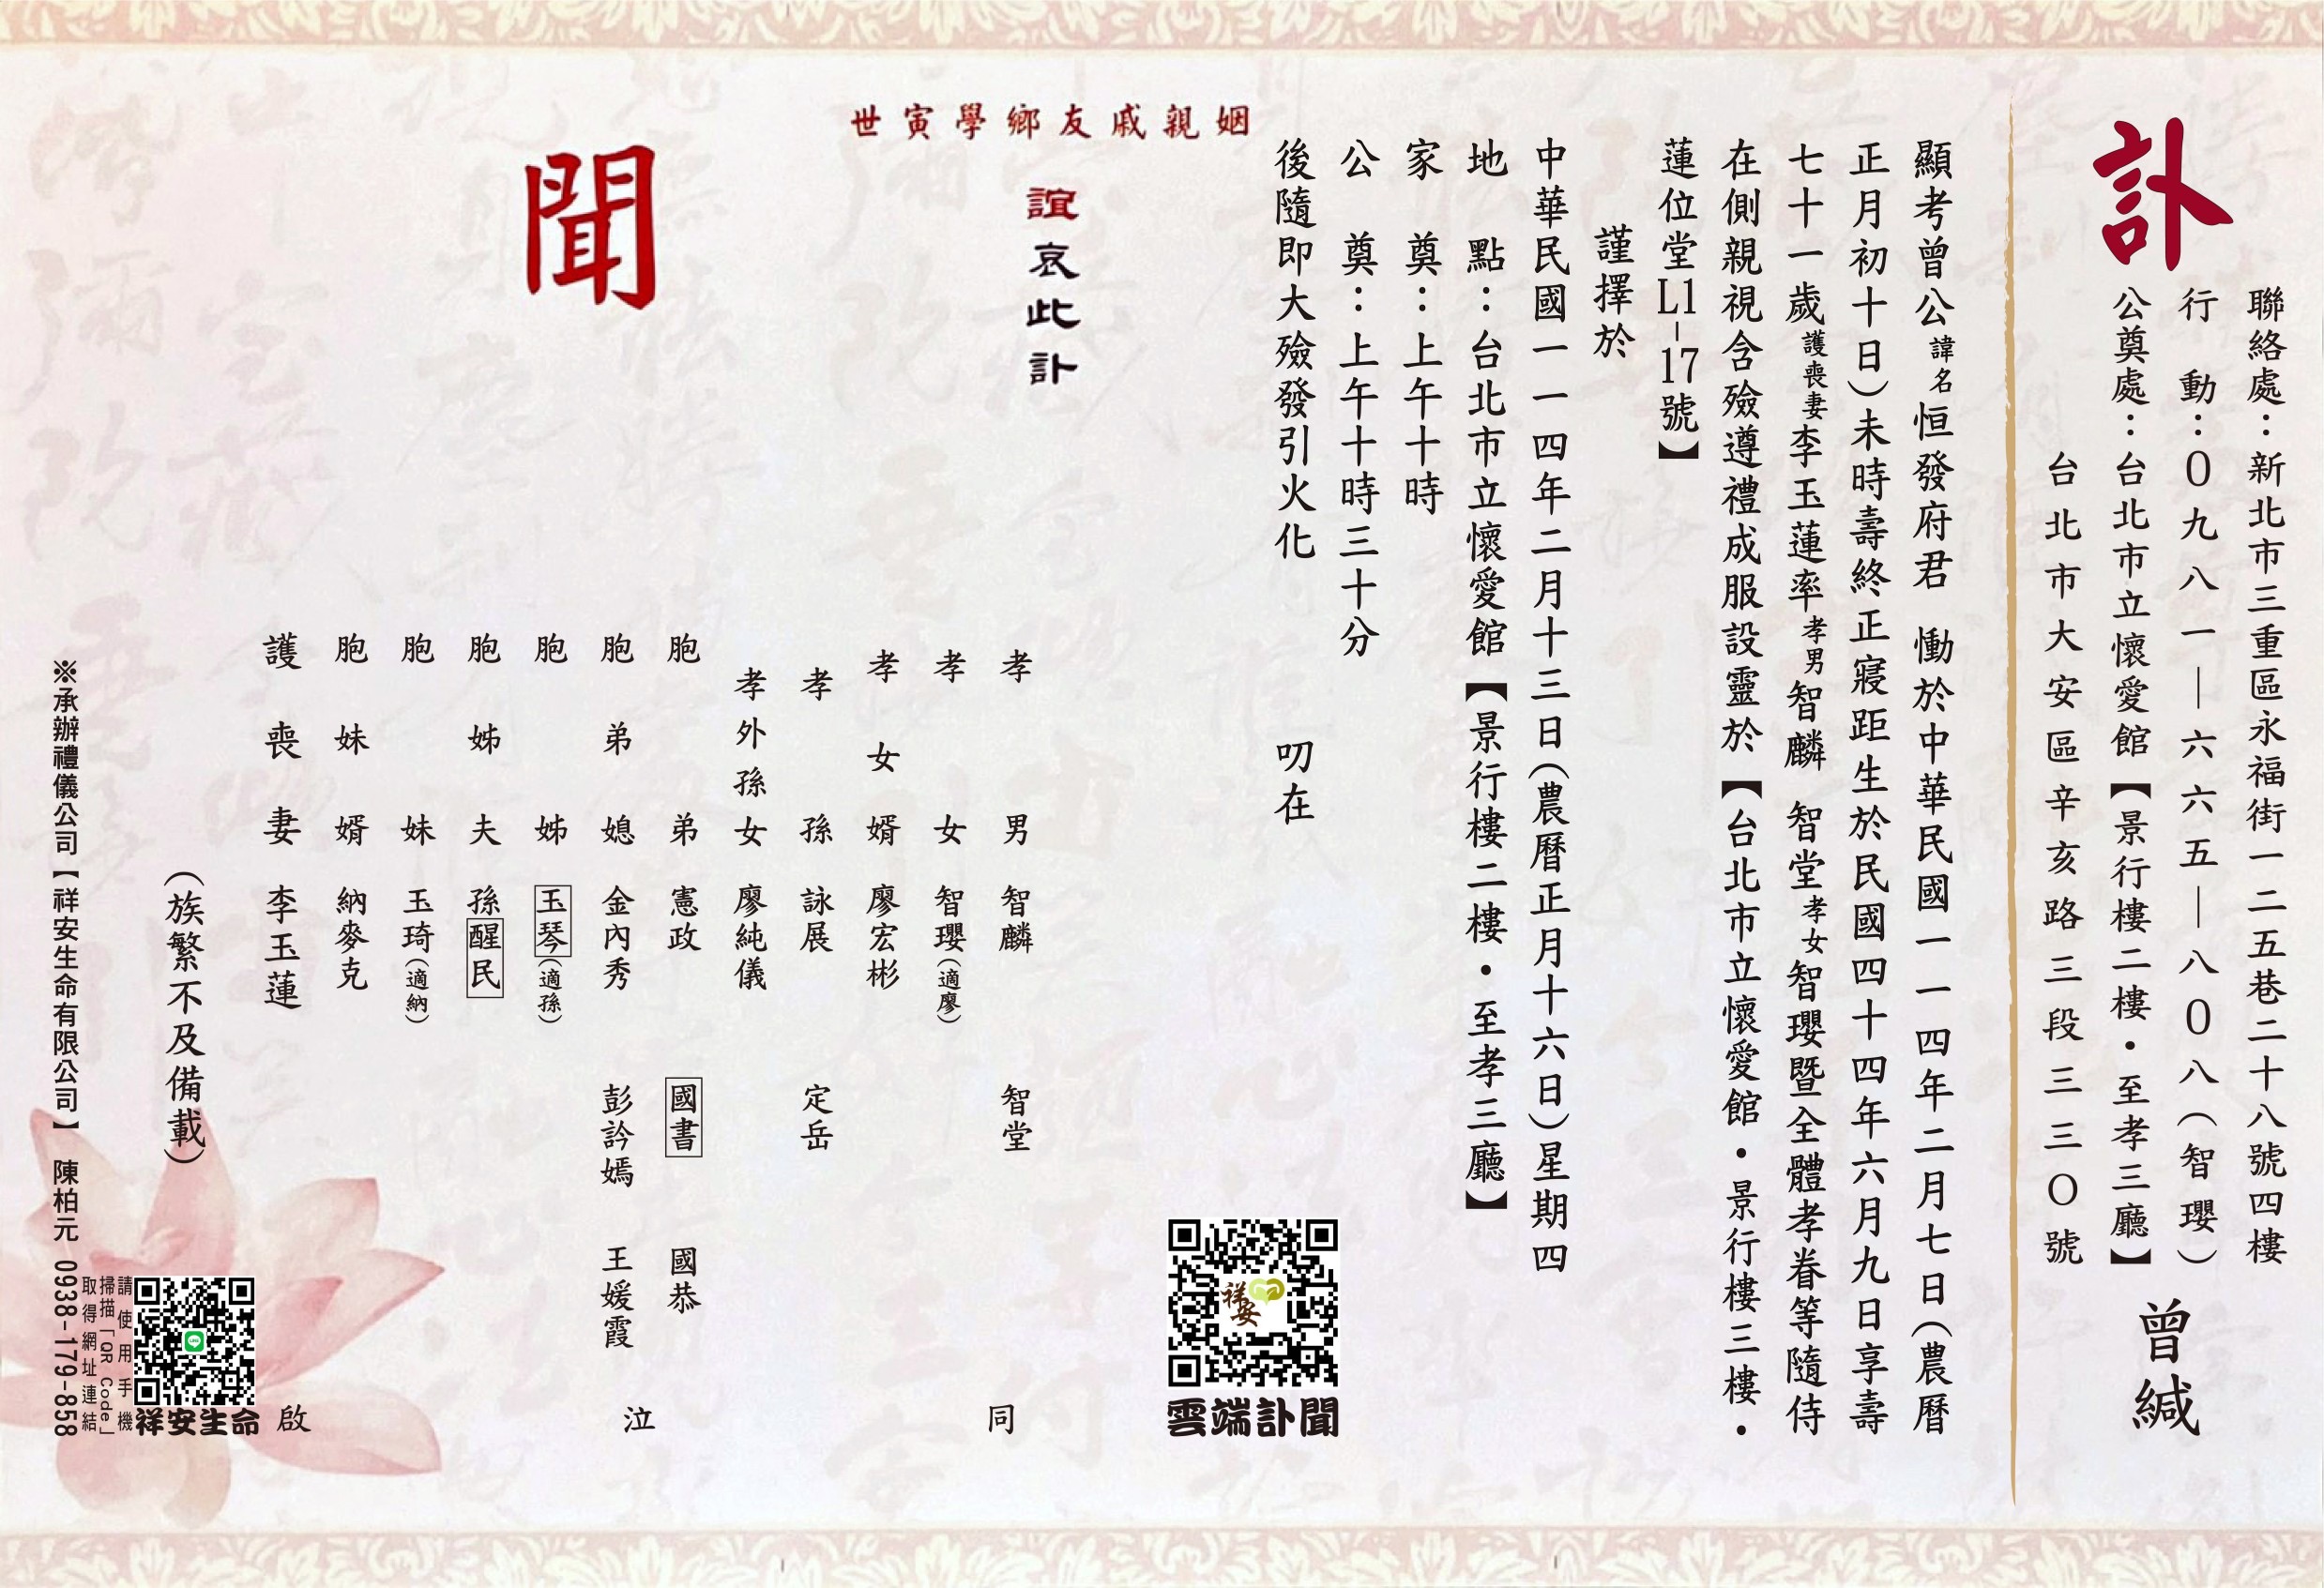 訃
聯絡處：新北市三重區永福街一二五巷二十八號四樓
行動：0九八一—六六六五—八0八（智瓔）
公奠處：台北市立懷愛館【景行樓二樓・至孝三廳】
台北市大安區辛亥路三段三三〇號
曾緘
顯考曾公諱名恒發府君 慟於中華民國一一四年二月七日(農曆
正月初十日)未時壽終正寢距生於民國四十四年六月九日享壽
七十一歲護喪妻李玉蓮率孝男智麟 智堂孝女智瓔暨全體孝眷等隨侍
在側親視含殮遵禮成服設靈於【台北市立懷愛館・景行樓三樓・
蓮位堂L1-17號】
謹擇於
中華民國一一四年二月十三日(農曆正月十六日)星期四
地點：台北市立懷愛館【景行樓二樓・至孝三廳】
家奠：上午十時
公奠：上午十時三十分
後隨即大殮發引火化 叨在
雲端訃聞
祥安
世寅學鄉友戚親姻
誼哀此訃
聞
孝男 智麟 智堂
孝女 智瓔(適廖)
孝女婿 廖宏彬
孝孫 詠展 定岳
孝外孫女 廖純儀
胞弟 憲政 國書 國恭
胞弟媳 金內秀 彭訡嫣 王媛霞
胞姊 玉琴(適孫)
胞姊夫 孫醒民
胞妹 玉琦(適納)
胞妹婿 納麥克
護喪妻 李玉蓮
同
泣
啟
(族繁不及備載)
※承辦禮儀公司【祥安生命有限公司】 陳柏元 0938-179-858
請使用手機
掃描「QR Code」
取得網址連結
祥安生命